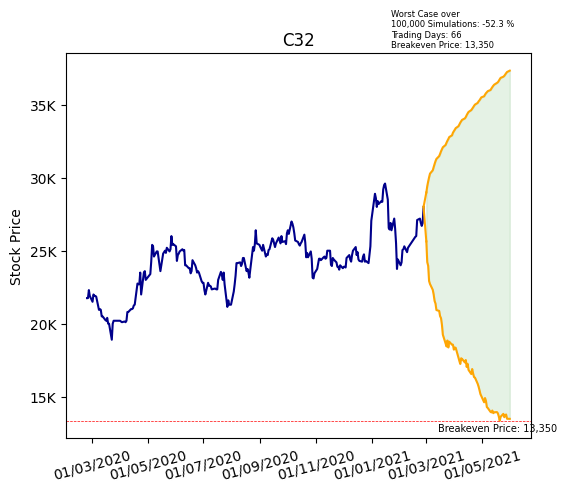 Worst Case over
100,000 Simulations: -52.3 %
Trading Days: 66
Breakeven Price: 13,350
C32
Stock Price
35K
30K
25K
20K
15K
Breakeven Price: 13,350
01/03/2020 01/05/2020 01/07/2020 01/09/2020 01/11/2020 01/01/2021 01/03/2021 01/05/2021